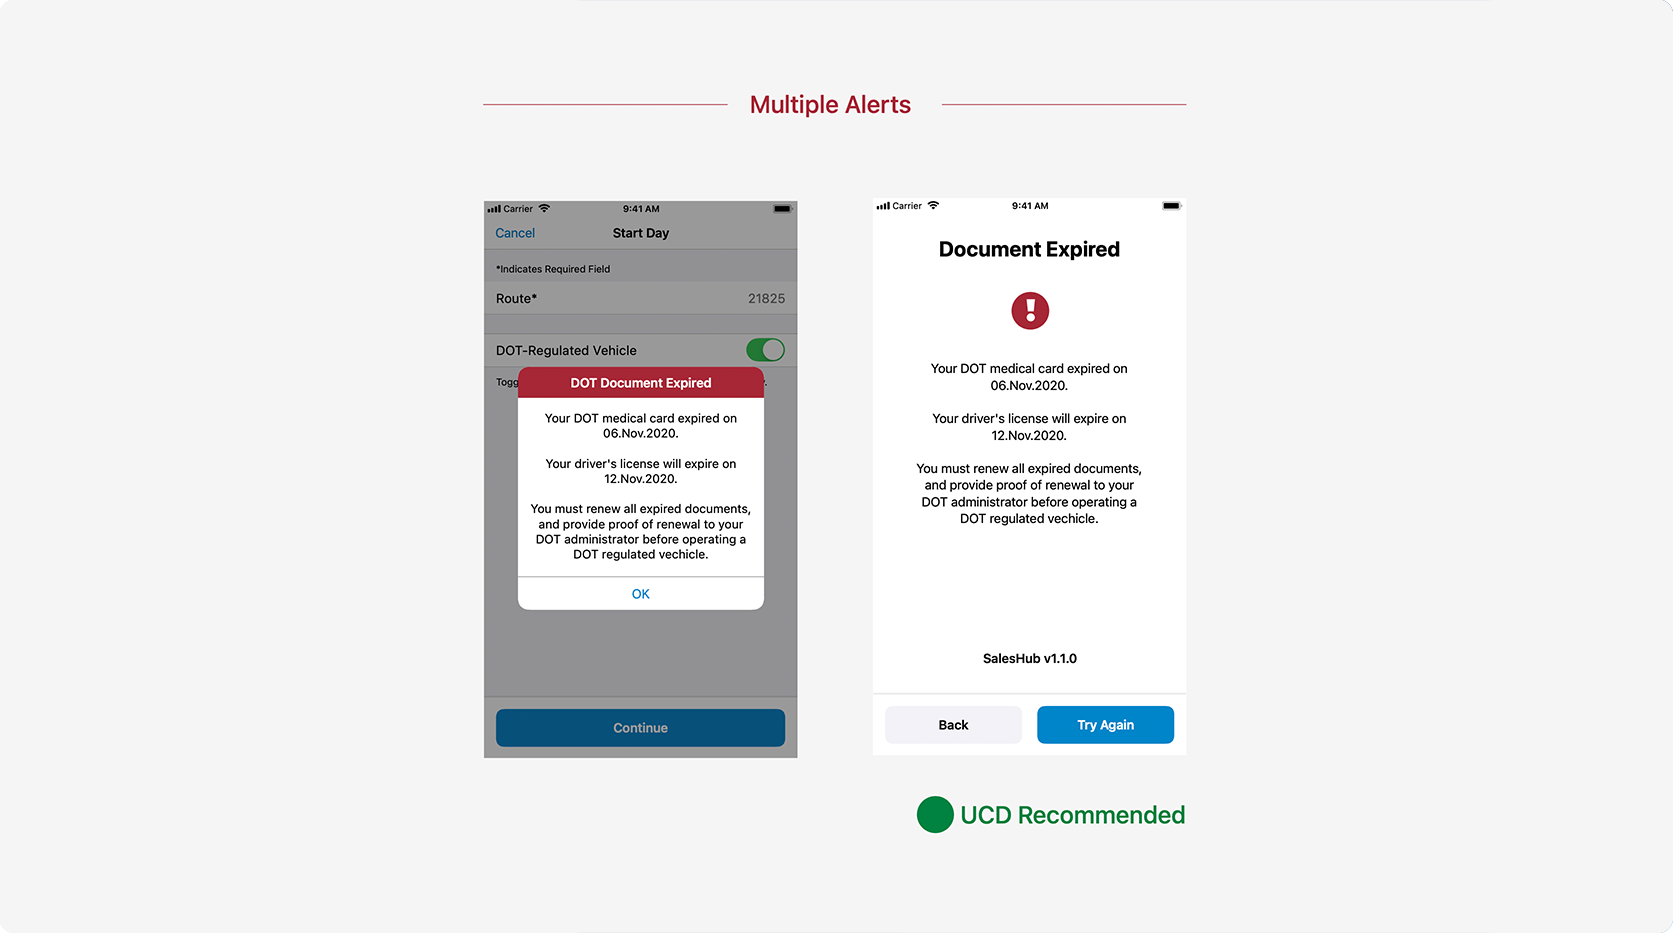 Multiple Alerts
Carrier 9:41 AM
Cancel Start Day
*Indicates Required Field
Route* 21825
DOT-Regulated Vehicle
Togg
DOT Document Expired
Your DOT medical card expired on
06.Nov.2020.
Your driver's license will expire on
12.Nov.2020.
You must renew all expired documents,
and provide proof of renewal to your
DOT administrator before operating a
DOT regulated vechicle.
OK
Continue
Carrier 9:41 AM
Document Expired
!
Your DOT medical card expired on
06.Nov.2020.
Your driver's license will expire on
12.Nov.2020.
You must renew all expired documents,
and provide proof of renewal to your
DOT administrator before operating a
DOT regulated vechicle.
SalesHub v1.1.0
Back Try Again
UCD Recommended